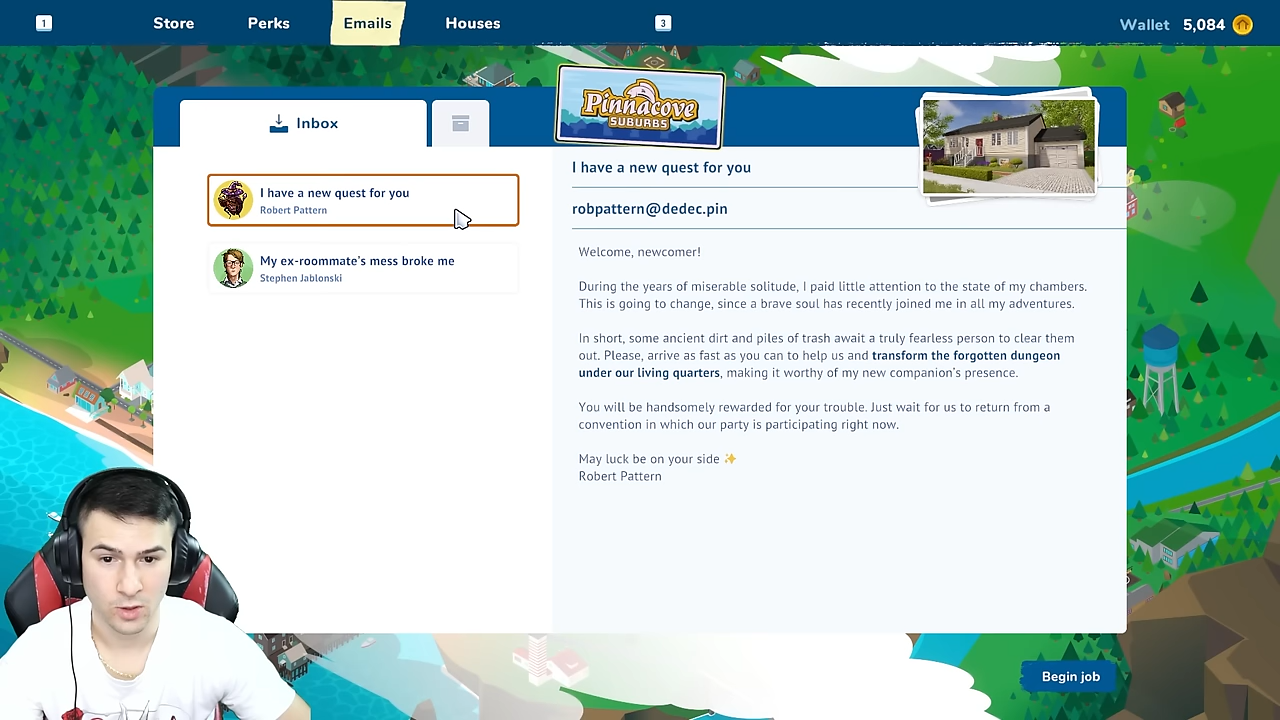 1
Store
Perks
Emails
Houses
3
Wallet
5,084
Inbox
Pinnacove
SUBURBS
I have a new quest for you
Robert Pattern
My ex-roommate's mess broke me
Stephen Jablonski
I have a new quest for you
robpattern@dedec.pin
Welcome, newcomer!
During the years of miserable solitude, I paid little attention to the state of my chambers.
This is going to change, since a brave soul has recently joined me in all my adventures.
In short, some ancient dirt and piles of trash await a truly fearless person to clear them
out. Please, arrive as fast as you can to help us and transform the forgotten dungeon
under our living quarters, making it worthy of my new companion's presence.
You will be handsomely rewarded for your trouble. Just wait for us to return from a
convention in which our party is participating right now.
May luck be on your side ✨
Robert Pattern
Begin job